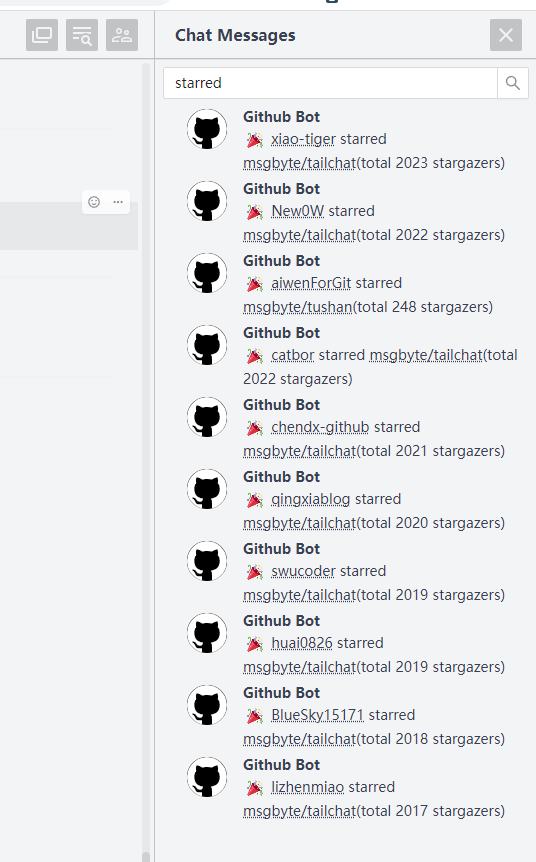 Chat Messages
starred
Github Bot
🎉 xiao-tiger starred
msgbyte/tailchat(total 2023 stargazers)
Github Bot
🎉 New0W starred
msgbyte/tailchat(total 2022 stargazers)
Github Bot
🎉 aiwenForGit starred
msgbyte/tushan(total 248 stargazers)
Github Bot
🎉 catbor starred msgbyte/tailchat(total
2022 stargazers)
Github Bot
🎉 chendx-github starred
msgbyte/tailchat(total 2021 stargazers)
Github Bot
🎉 qingxiablog starred
msgbyte/tailchat(total 2020 stargazers)
Github Bot
🎉 swucoder starred
msgbyte/tailchat(total 2019 stargazers)
Github Bot
🎉 huai0826 starred
msgbyte/tailchat(total 2019 stargazers)
Github Bot
🎉 BlueSky15171 starred
msgbyte/tailchat(total 2018 stargazers)
Github Bot
🎉 lizhenmiao starred
msgbyte/tailchat(total 2017 stargazers)